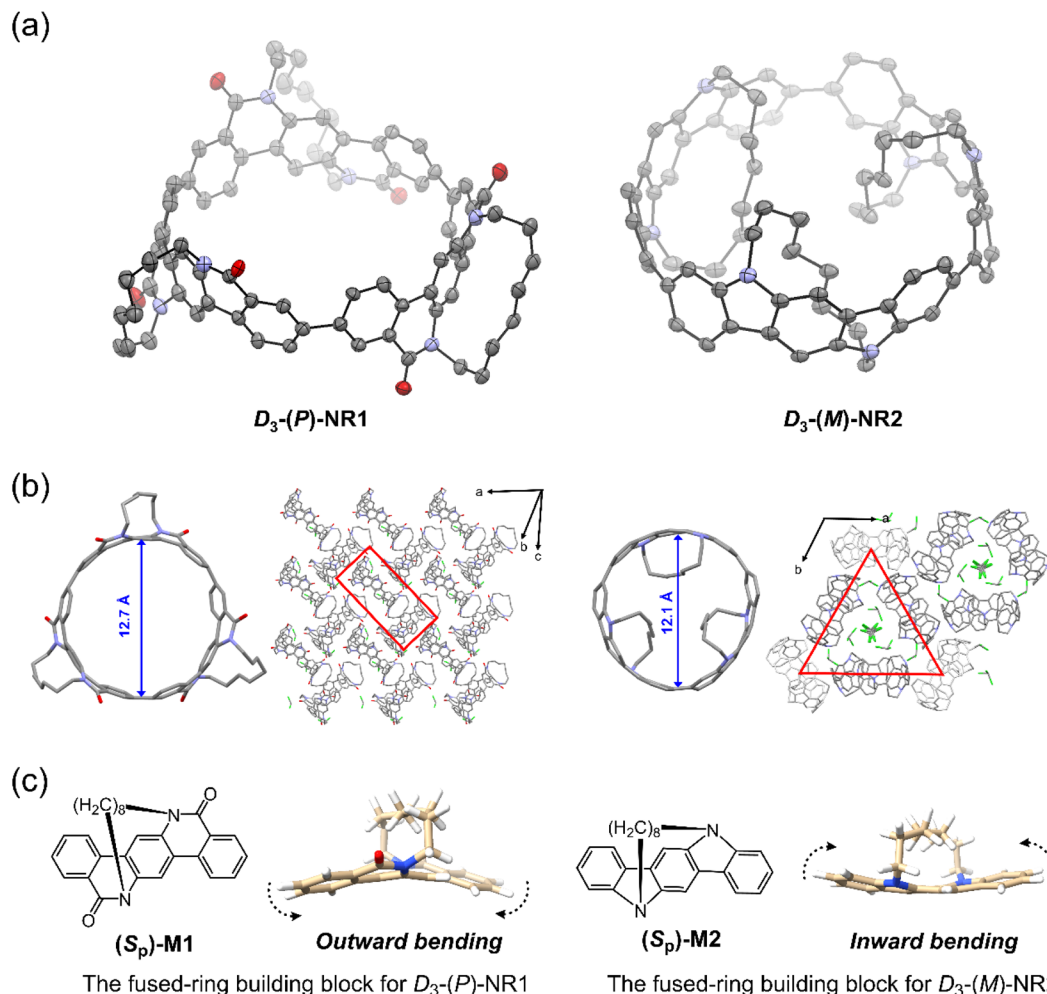 (a)
D₃-(P)-NR1
D₃-(M)-NR2
(b)
12.7 Å
a
b
c
12.1 Å
a
b
(c)
(H₂C)₈
N
O
N
O
(Sₚ)-M1
Outward bending
(H₂C)₈
N
N
(Sₚ)-M2
Inward bending
The fused-ring building block for D₃-(P)-NR1
The fused-ring building block for D₃-(M)-NR